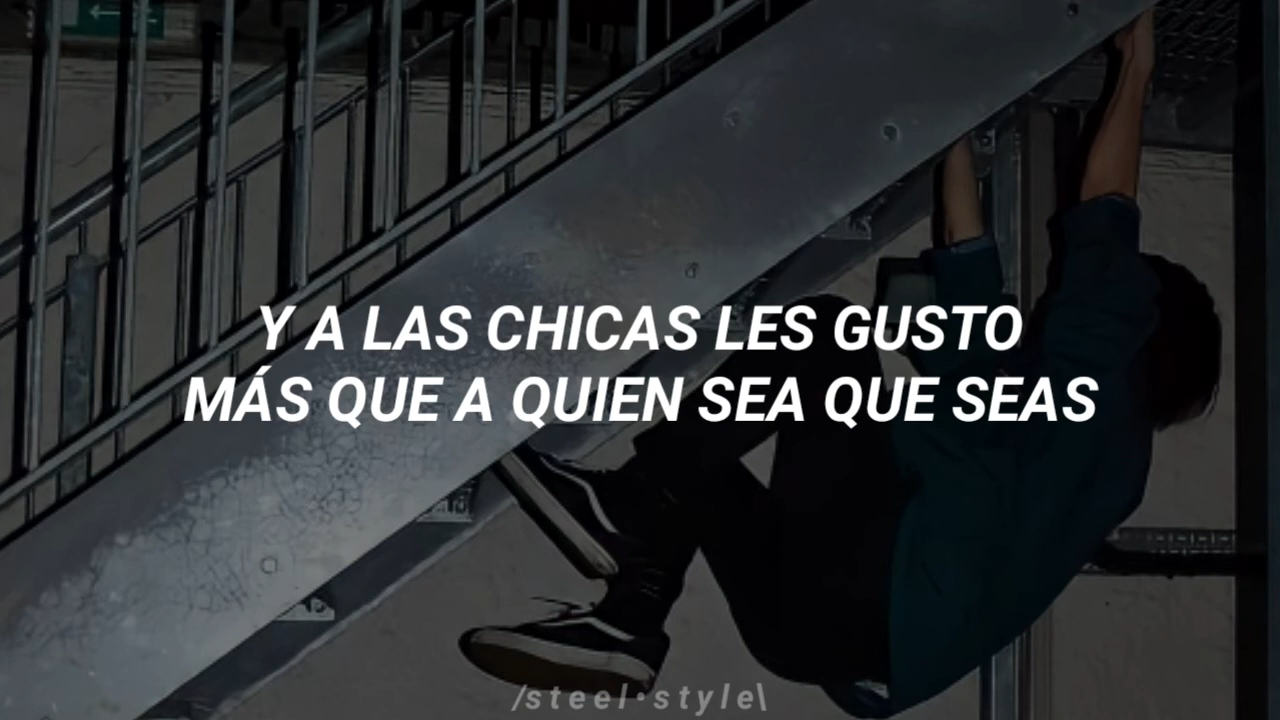 Y A LAS CHICAS LES GUSTO
MÁS QUE A QUIEN SEA QUE SEAS
/steel•style\